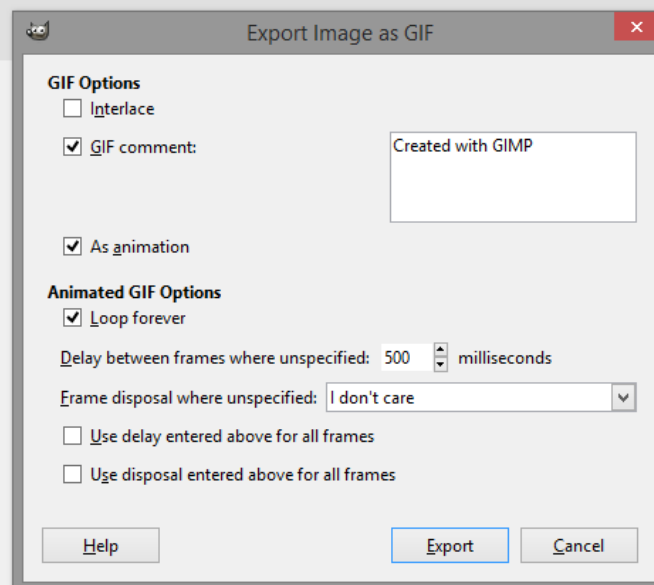 Export Image as GIF
GIF Options
Interlace
GIF comment:
Created with GIMP
As animation
Animated GIF Options
Loop forever
Delay between frames where unspecified: 500 milliseconds
Frame disposal where unspecified: I don't care
Use delay entered above for all frames
Use disposal entered above for all frames
Help Export Cancel